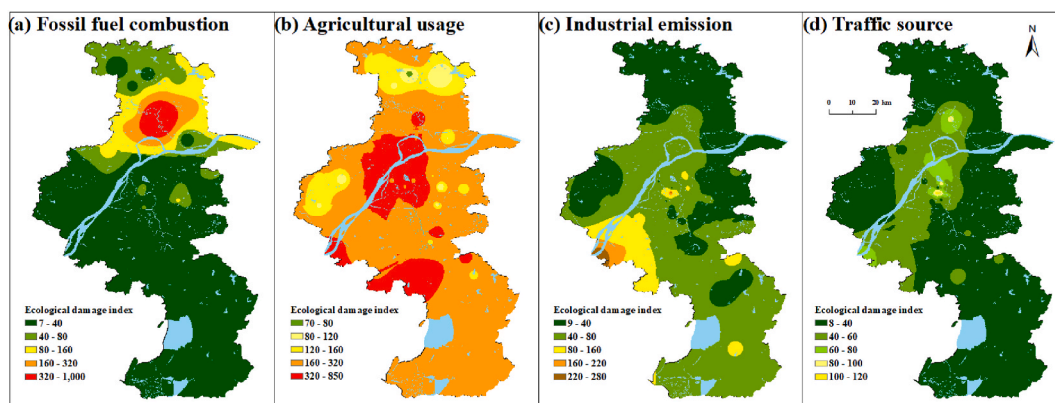 (a) Fossil fuel combustion
(b) Agricultural usage
(c) Industrial emission
(d) Traffic source
N
0 10 20 km
Ecological damage index
7 - 40
40 - 80
80 - 160
160 - 320
320 - 1,000
Ecological damage index
70 - 80
80 - 120
120 - 160
160 - 320
320 - 850
Ecological damage index
9 - 40
40 - 80
80 - 160
160 - 220
220 - 280
Ecological damage index
8 - 40
40 - 60
60 - 80
80 - 100
100 - 120